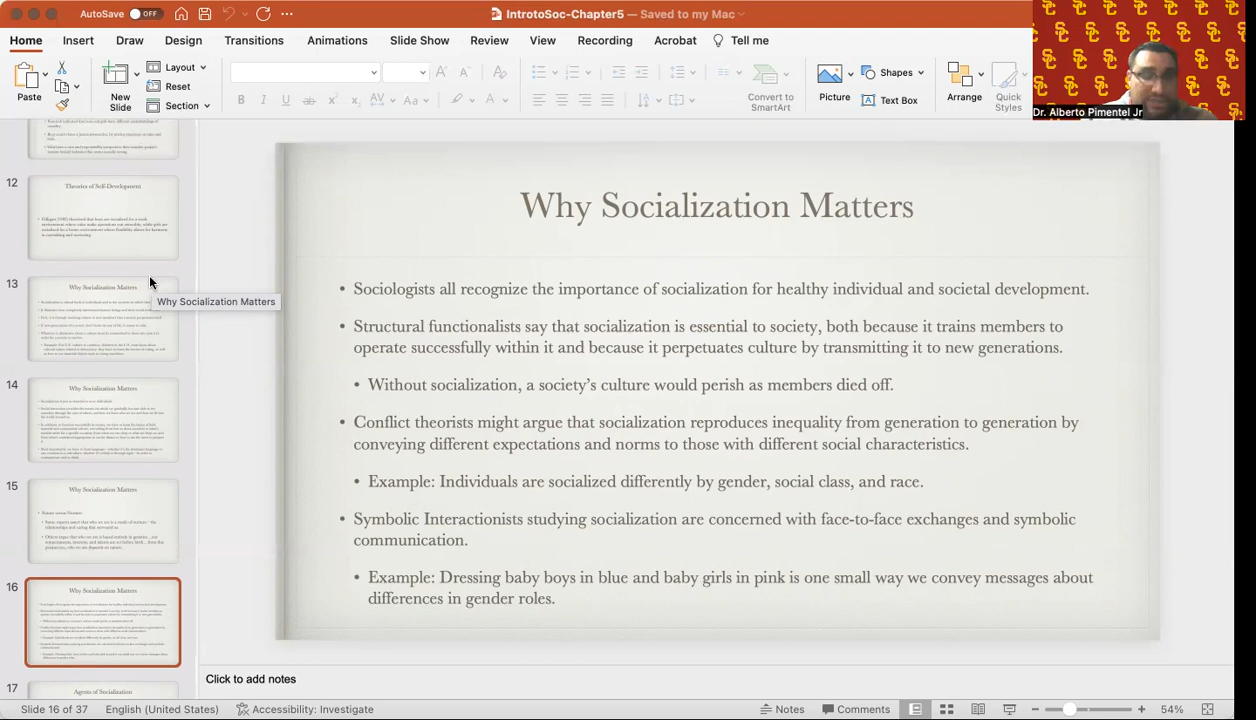 AutoSave OFF
IntrotoSoc-Chapter5 — Saved to my Mac
Home Insert Draw Design Transitions Animations Slide Show Review View Recording Acrobat Tell me
Paste
New
Slide
Layout
Reset
Section
Convert to
SmartArt
Picture
Shapes
Text Box
Arrange
Quick
Styles
Dr. Alberto Pimentel Jr
12
Theories of Self-Development
13
Why Socialization Matters
Why Socialization Matters
14
Why Socialization Matters
15
Why Socialization Matters
16
Why Socialization Matters
17
Agents of Socialization
Why Socialization Matters
• Sociologists all recognize the importance of socialization for healthy individual and societal development.
• Structural functionalists say that socialization is essential to society, both because it trains members to
operate successfully within it and because it perpetuates culture by transmitting it to new generations.
• Without socialization, a society's culture would perish as members died off.
• Conflict theorists might argue that socialization reproduces inequality from generation to generation by
conveying different expectations and norms to those with different social characteristics.
• Example: Individuals are socialized differently by gender, social class, and race.
• Symbolic Interactionists studying socialization are concerned with face-to-face exchanges and symbolic
communication.
• Example: Dressing baby boys in blue and baby girls in pink is one small way we convey messages about
differences in gender roles.
Click to add notes
Slide 16 of 37 English (United States) Accessibility: Investigate Notes Comments 54%